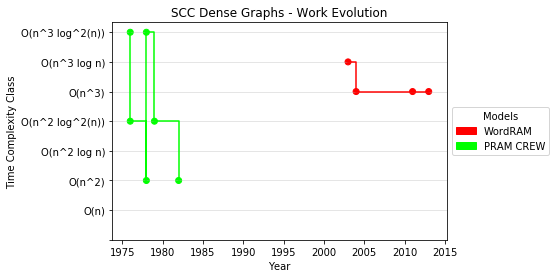 SCC Dense Graphs - Work Evolution
Time Complexity Class
O(n^3 log^2(n))
O(n^3 log n)
O(n^3)
O(n^2 log^2(n))
O(n^2 log n)
O(n^2)
O(n)
1975 1980 1985 1990 1995 2000 2005 2010 2015
Year
Models
WordRAM
PRAM CREW